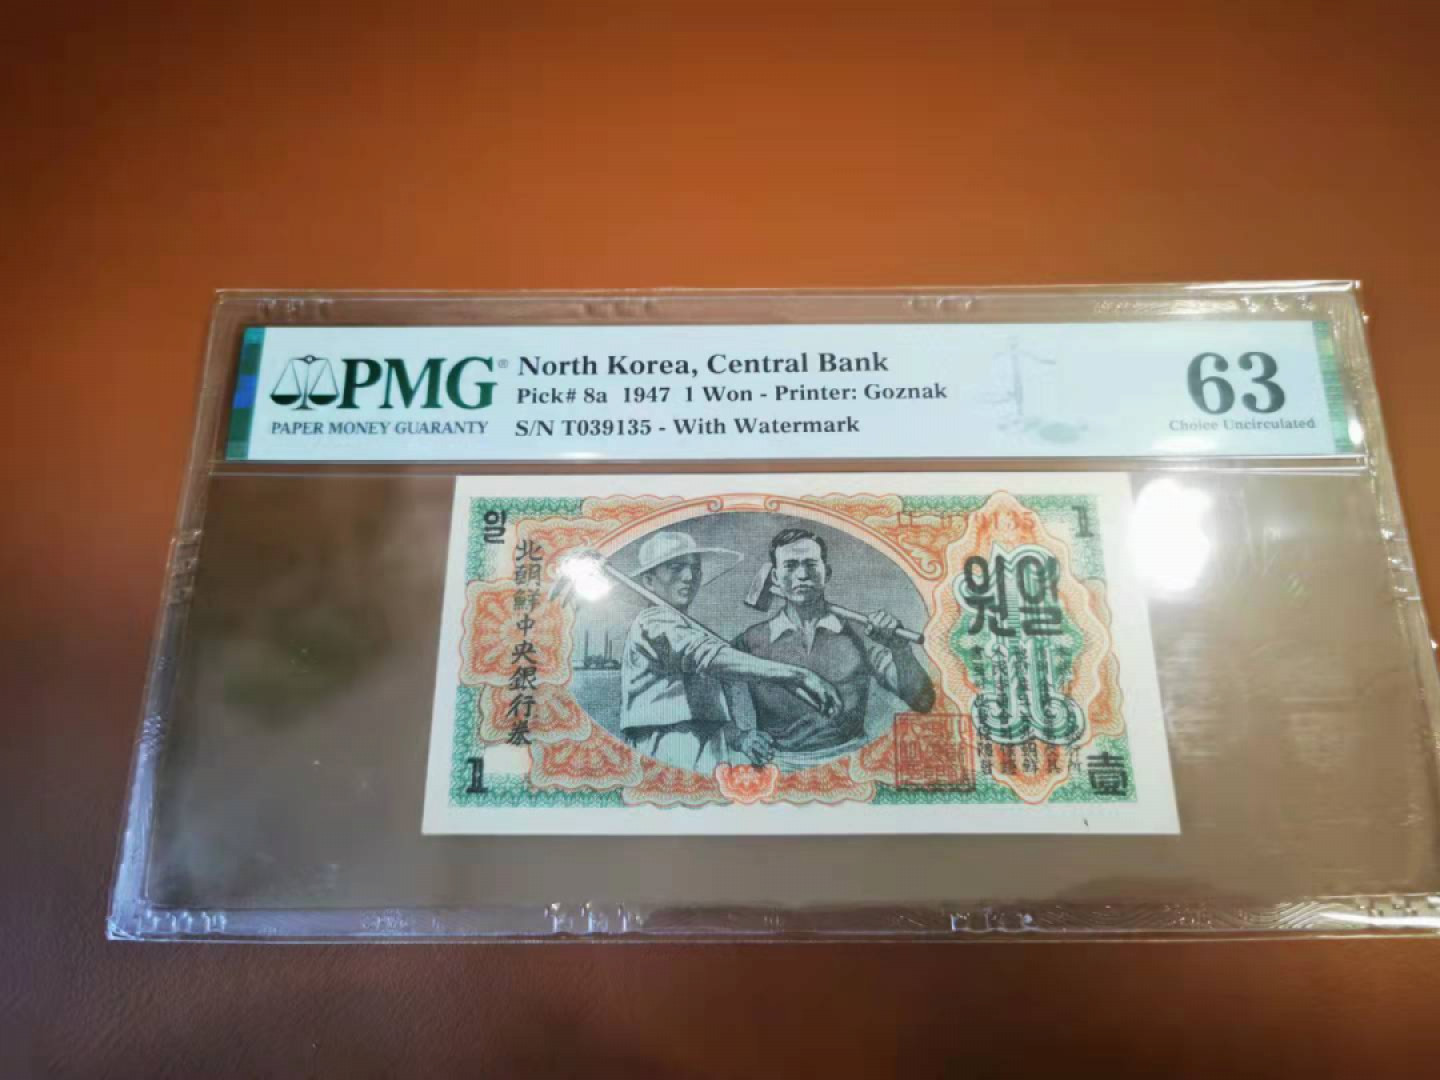 PMG®
PAPER MONEY GUARANTY
North Korea, Central Bank
Pick# 8a 1947 1 Won - Printer: Goznak
S/N T039135 - With Watermark
63
Choice Uncirculated
일
1
北朝鮮中央銀行券
원일
1
壹